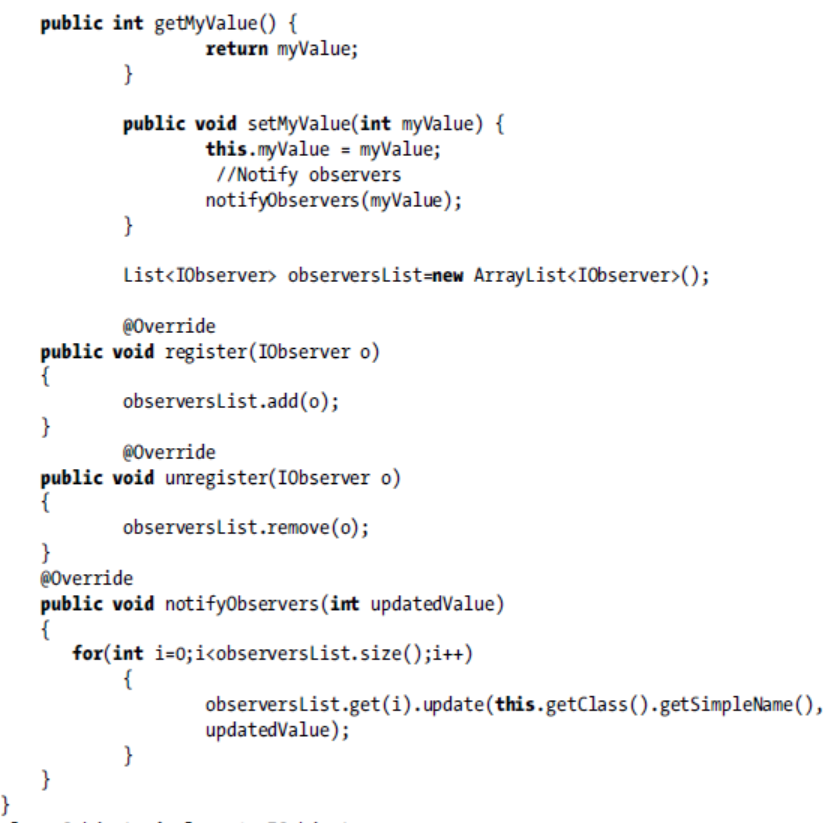 public int getMyValue() {
return myValue;
}
public void setMyValue(int myValue) {
this.myValue = myValue;
//Notify observers
notifyObservers(myValue);
}
List<IObserver> observersList=new ArrayList<IObserver>();
@Override
public void register(IObserver o)
{
observersList.add(o);
}
@Override
public void unregister(IObserver o)
{
observersList.remove(o);
}
@Override
public void notifyObservers(int updatedValue)
{
for(int i=0;i<observersList.size();i++)
{
observersList.get(i).update(this.getClass().getSimpleName(),
updatedValue);
}
}
}